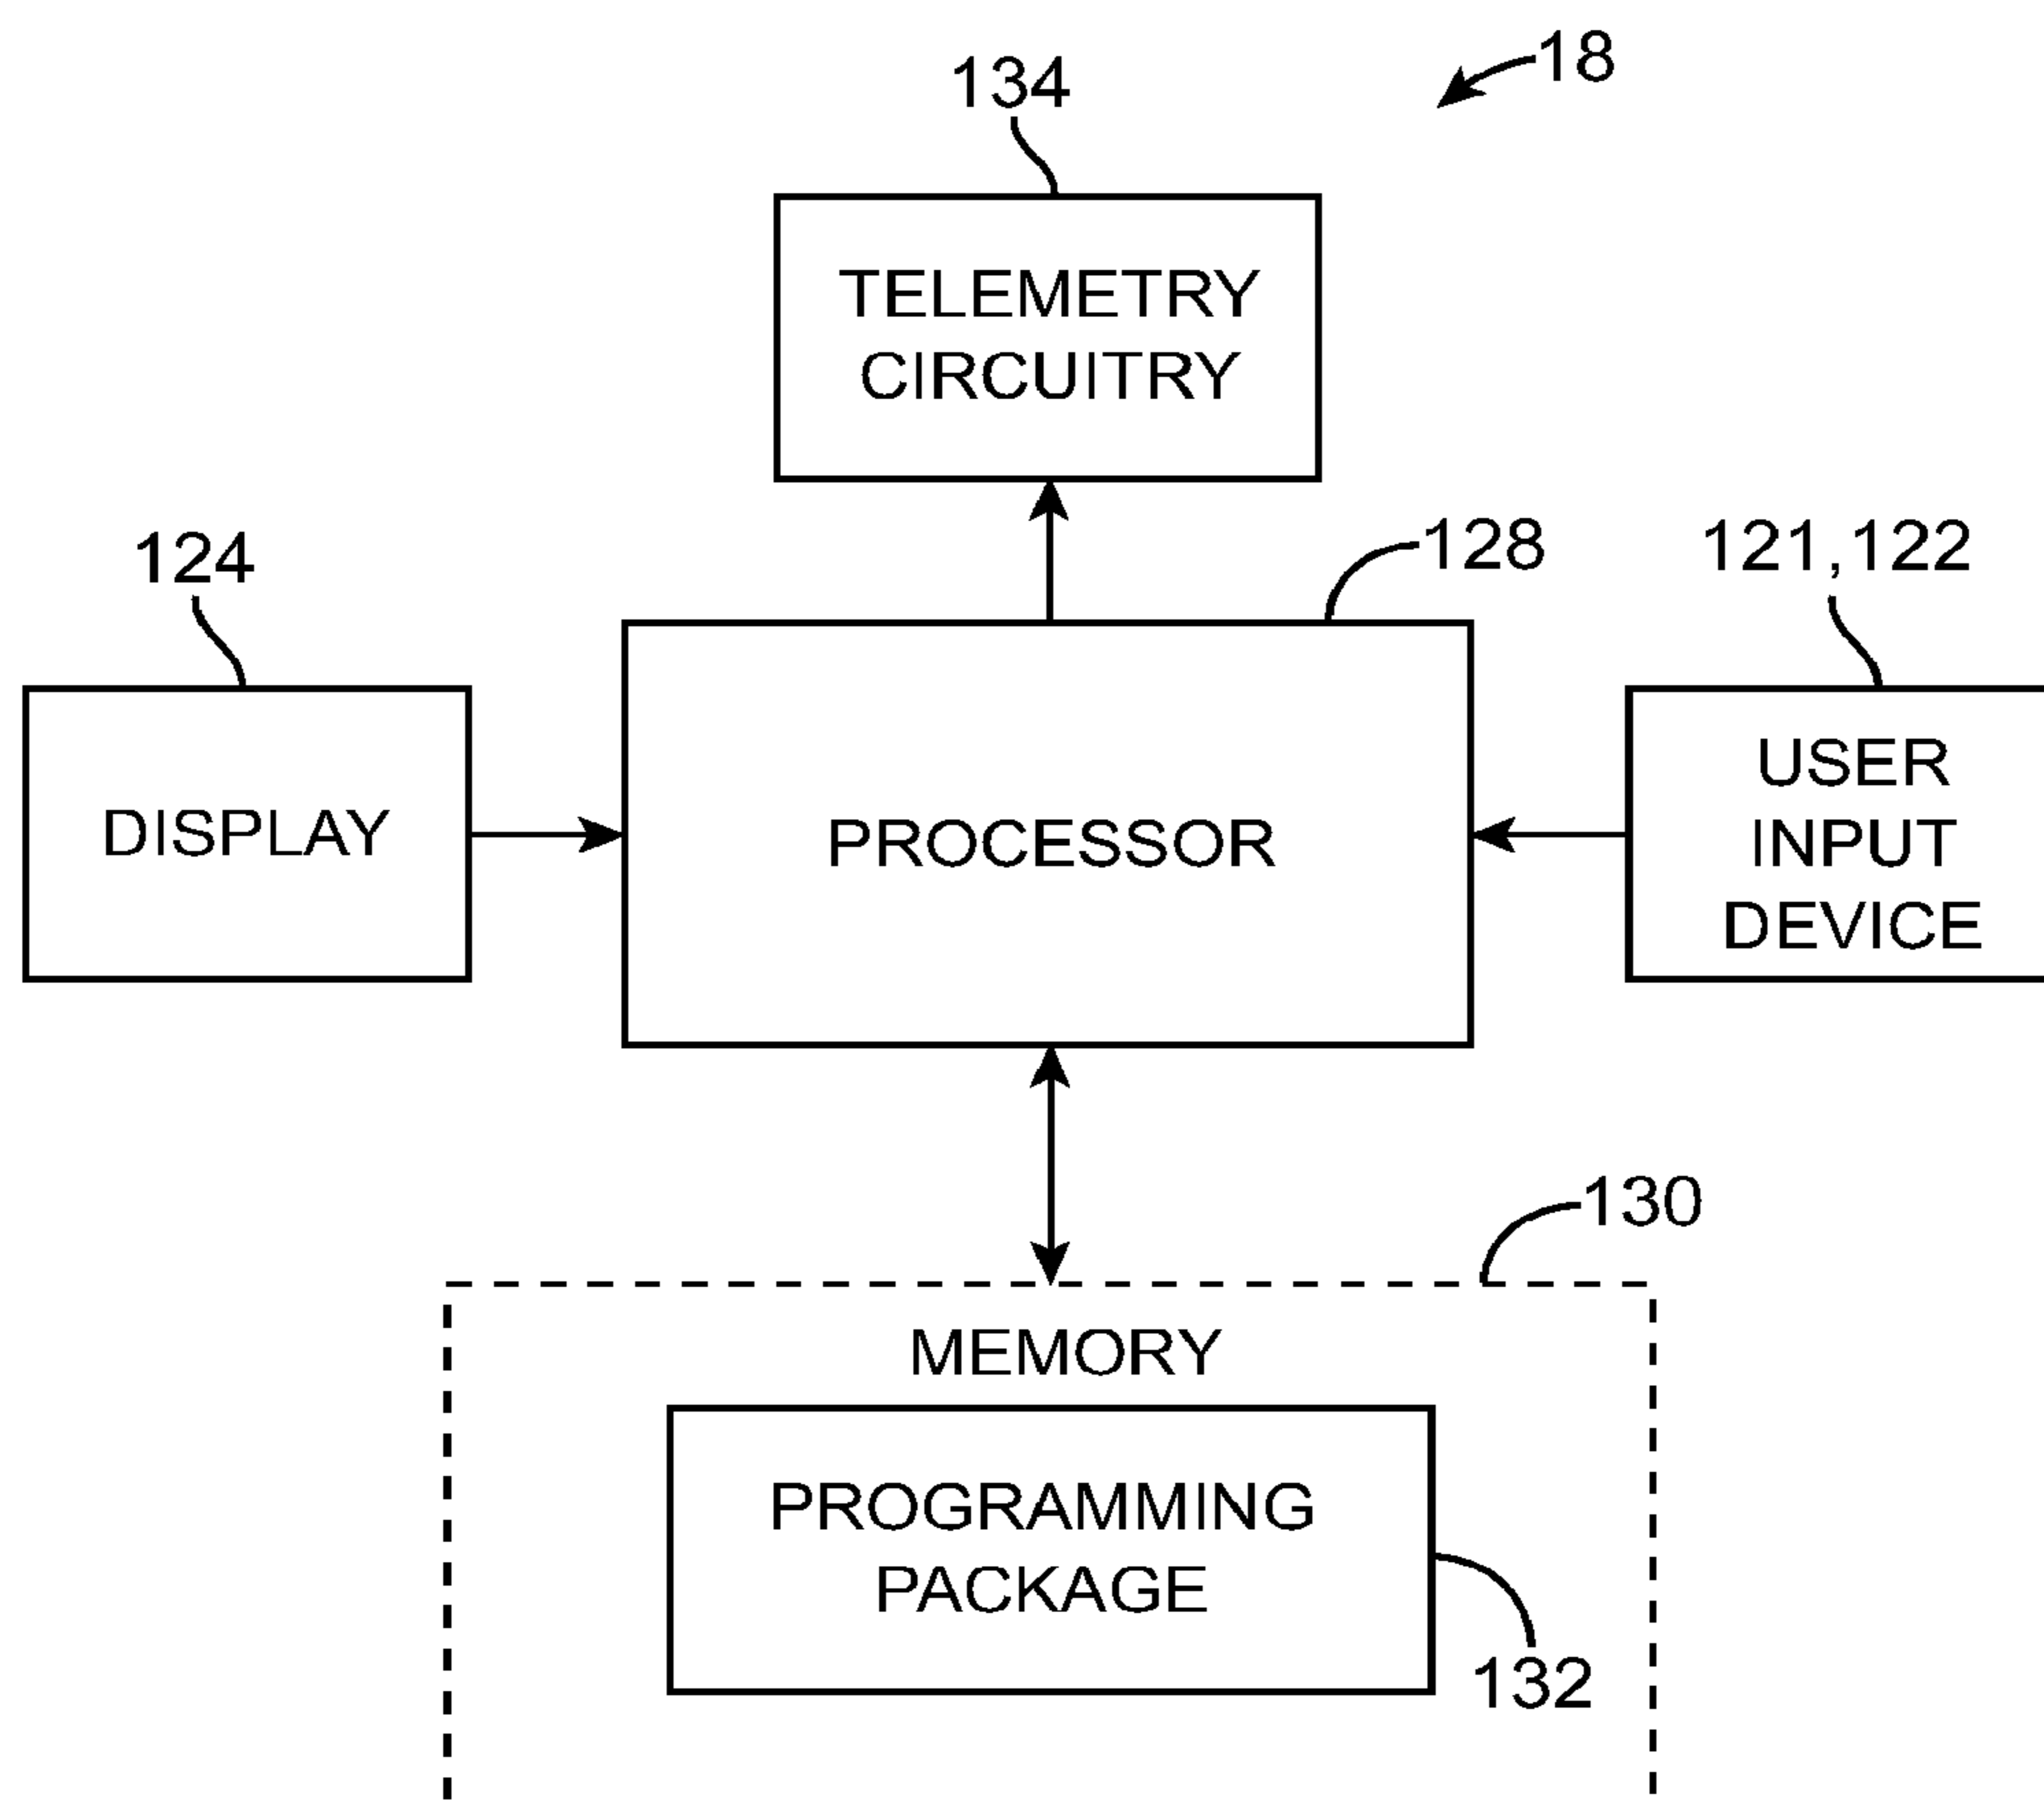 18
134
TELEMETRY
CIRCUITRY
124
128
121,122
DISPLAY
PROCESSOR
USER
INPUT
DEVICE
130
MEMORY
PROGRAMMING
PACKAGE
132